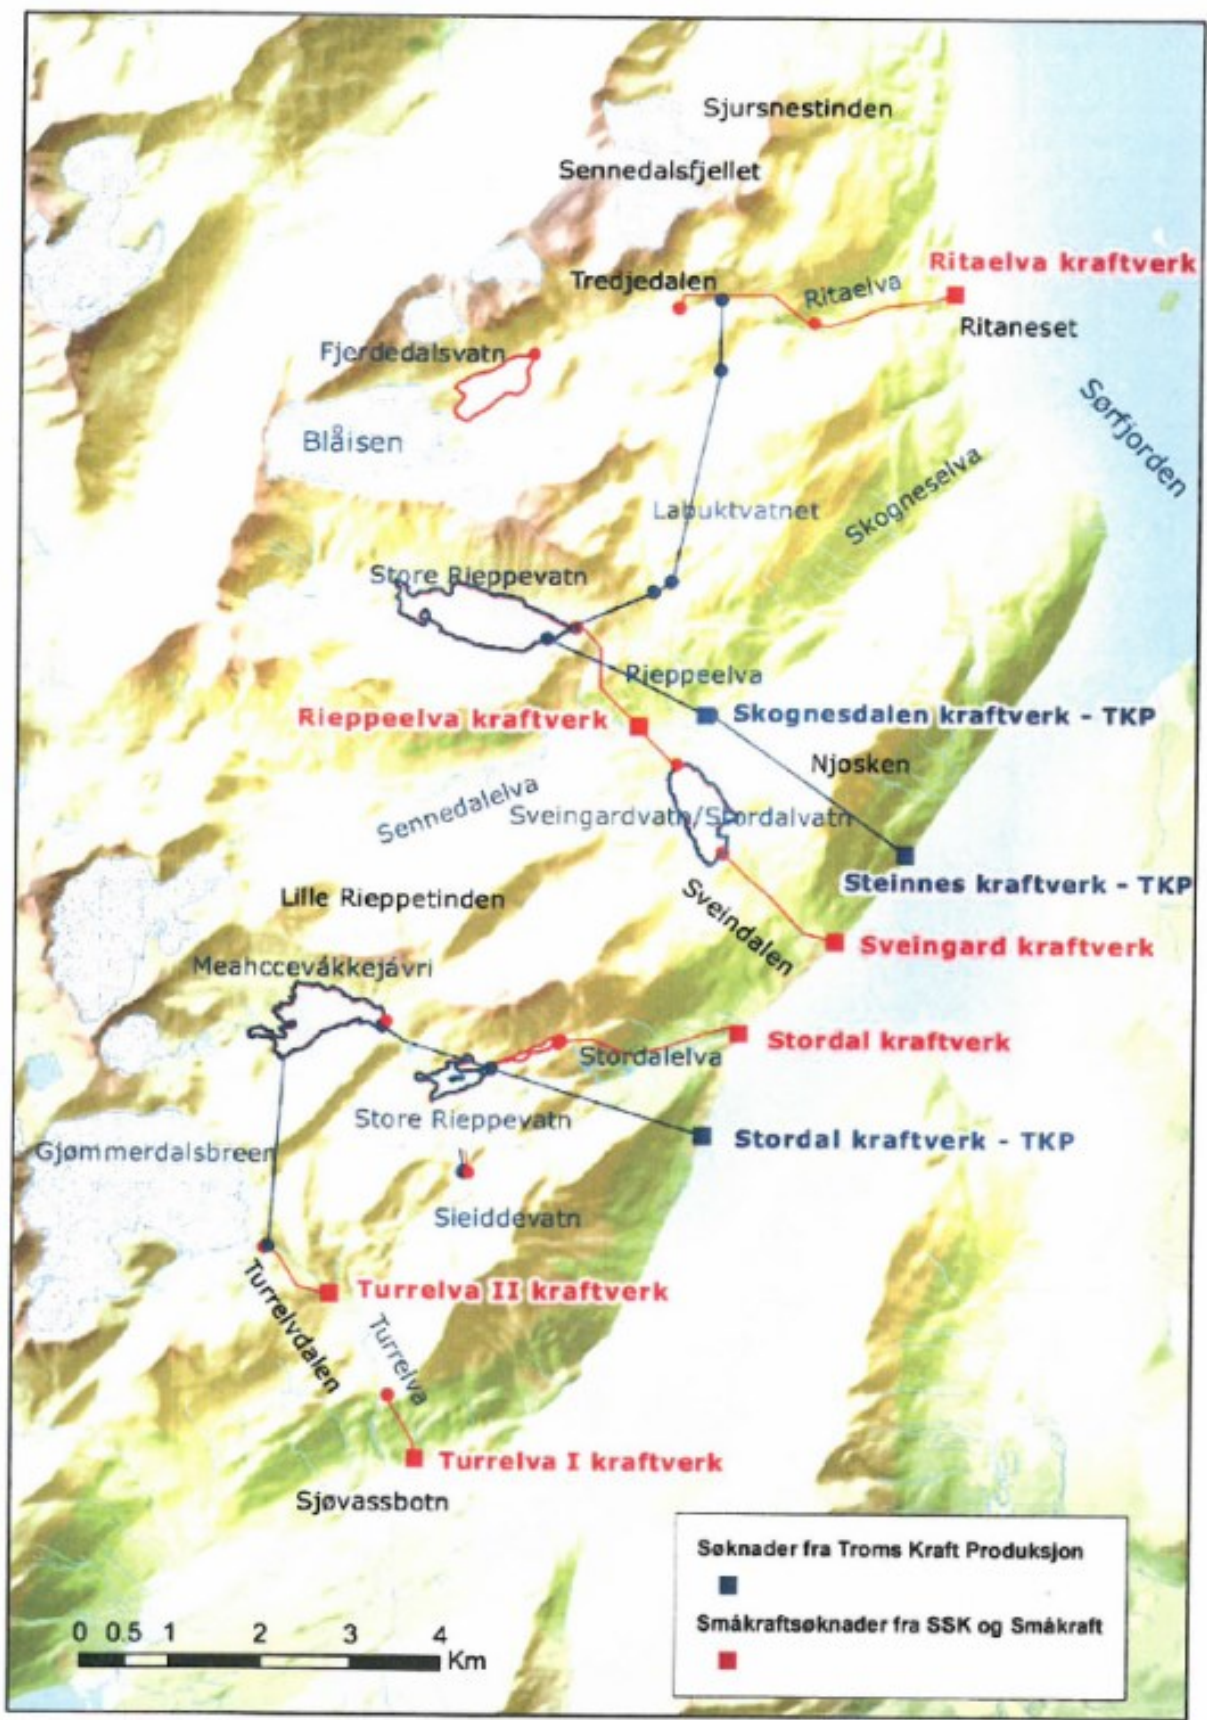 Sjursnestinden
Sennedalsfjellet
Ritaelva kraftverk
Tredjedalen
Ritaelva
Ritaneset
Fjerdedalsvatn
Sørfjorden
Blåisen
Skogneselva
Labuktvatnet
Store Rieppevatn
Rieppeelva
Rieppeelva kraftverk
Skognesdalen kraftverk - TKP
Njosken
Sennedalelva
Sveingardvatn/Stordalvatn
Steinnes kraftverk - TKP
Lille Rieppetinden
Sveindalen
Sveingard kraftverk
Meahccevákkejávri
Stordal kraftverk
Stordalelva
Store Rieppevatn
Stordal kraftverk - TKP
Gjømmerdalsbreen
Sieiddevatn
Turrelva II kraftverk
Turrelvdalen
Turrelva
Turrelva I kraftverk
Sjøvassbotn
Søknader fra Troms Kraft Produksjon
Småkraftsøknader fra SSK og Småkraft
0 0.5 1 2 3 4
Km